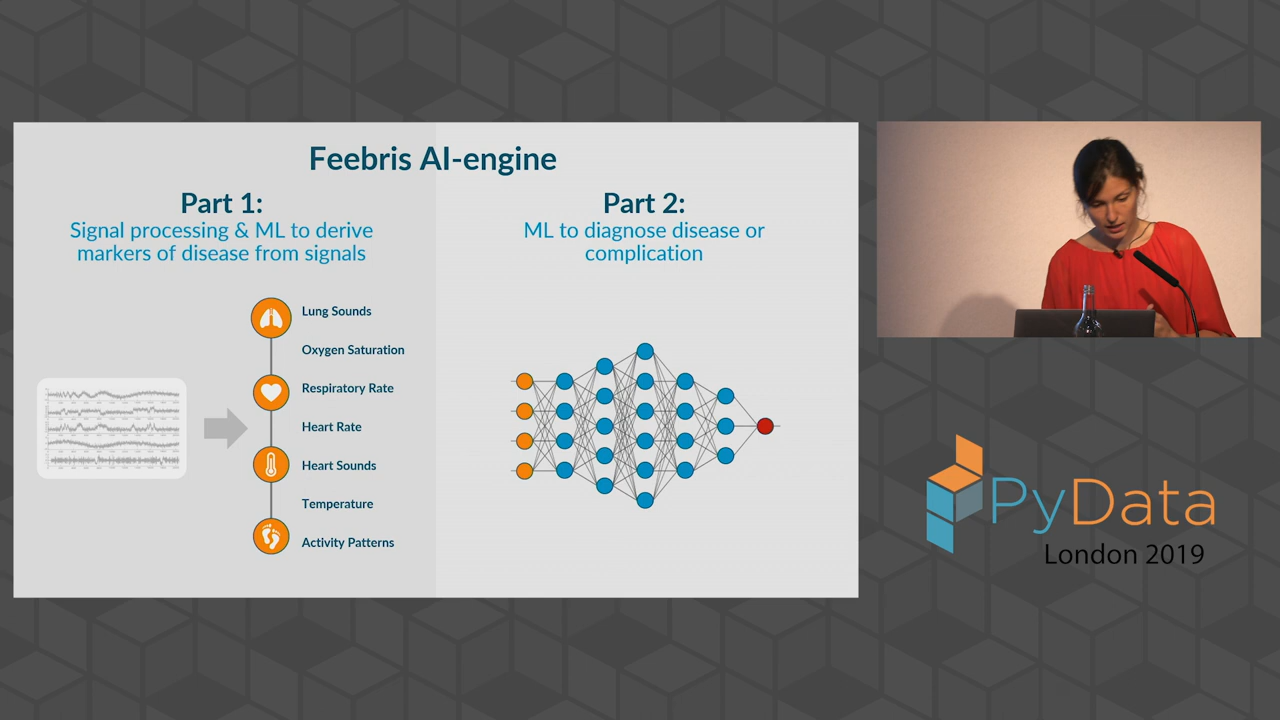 Feebris AI-engine
Part 1:
Signal processing & ML to derive
markers of disease from signals
Lung Sounds
Oxygen Saturation
Respiratory Rate
Heart Rate
Heart Sounds
Temperature
Activity Patterns
Part 2:
ML to diagnose disease or
complication
PyData
London 2019